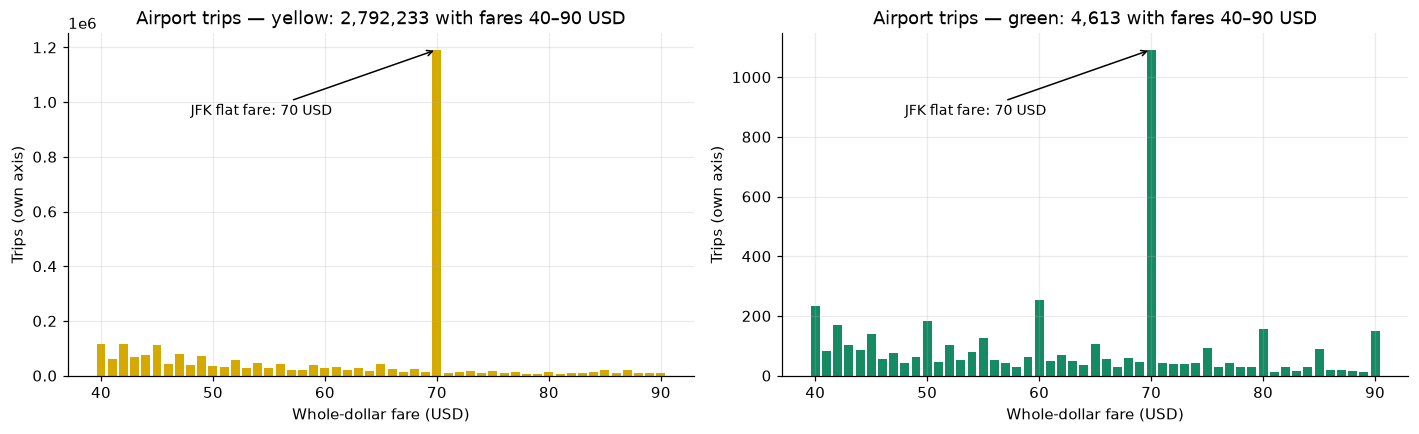 Airport trips — yellow: 2,792,233 with fares 40–90 USD
1e6
1.2
1.0
0.8
0.6
0.4
0.2
0.0
Trips (own axis)
JFK flat fare: 70 USD
40 50 60 70 80 90
Whole-dollar fare (USD)
Airport trips — green: 4,613 with fares 40–90 USD
1000
800
600
400
200
0
Trips (own axis)
JFK flat fare: 70 USD
40 50 60 70 80 90
Whole-dollar fare (USD)